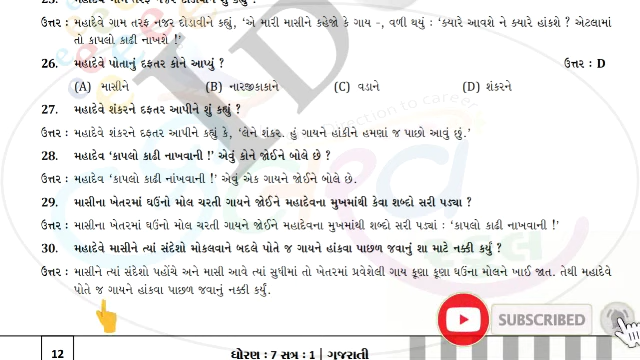 ઉત્તર : મહાદેવે ગામ તરફ નજર દોડાવીને કહ્યું, ‘એ મારી માસીને કહેજો કે ગાય -, વળી થયું : ‘ક્યારે આવશે ને ક્યારે હાંકશે ? એટલામાં
તો કાપલો કાઢી નાખશે !’
26. મહાદેવે પોતાનું દફતર કોને આપ્યું ? ઉત્તર : D
(A) માસીને (B) નારજીકાકાને (C) વડાને (D) શંકરને
27. મહાદેવે શંકરને દફતર આપીને શું કહ્યું ?
ઉત્તર : મહાદેવે શંકરને દફતર આપીને કહ્યું કે, ‘લેને શંકર. હું ગાયને હાંકીને હમણાં જ પાછો આવું છું.’
28. મહાદેવ ‘કાપલો કાઢી નાખવાની !’ એવું કોને જોઈને બોલે છે ?
ઉત્તર : મહાદેવ ‘કાપલો કાઢી નાંખવાની !’ એવું એક ગાયને જોઈને બોલે છે.
29. માસીના ખેતરમાં ઘઉંનો મોલ ચરતી ગાયને જોઈને મહાદેવના મુખમાંથી કેવા શબ્દો સરી પડ્યા ?
ઉત્તર : માસીના ખેતરમાં ઘઉંનો મોલ ચરતી ગાયને જોઈને મહાદેવના મુખમાંથી શબ્દો સરી પડ્યાં : ‘કાપલો કાઢી નાખવાની !’
30. મહાદેવે માસીને ત્યાં સંદેશો મોકલવાને બદલે પોતે જ ગાયને હાંકવા પાછળ જવાનું શા માટે નક્કી કર્યું ?
ઉત્તર : માસીને ત્યાં સંદેશો પહોંચે અને માસી આવે ત્યાં સુધીમાં તો ખેતરમાં પ્રવેશેલી ગાય કૂણા કૂણા ઘઉંના મોલને ખાઈ જાત. તેથી મહાદેવે
પોતે જ ગાયને હાંકવા પાછળ જવાનું નક્કી કર્યું.
SUBSCRIBED
12 ધોરણ : 7 સત્ર : 1 | ગુજરાતી